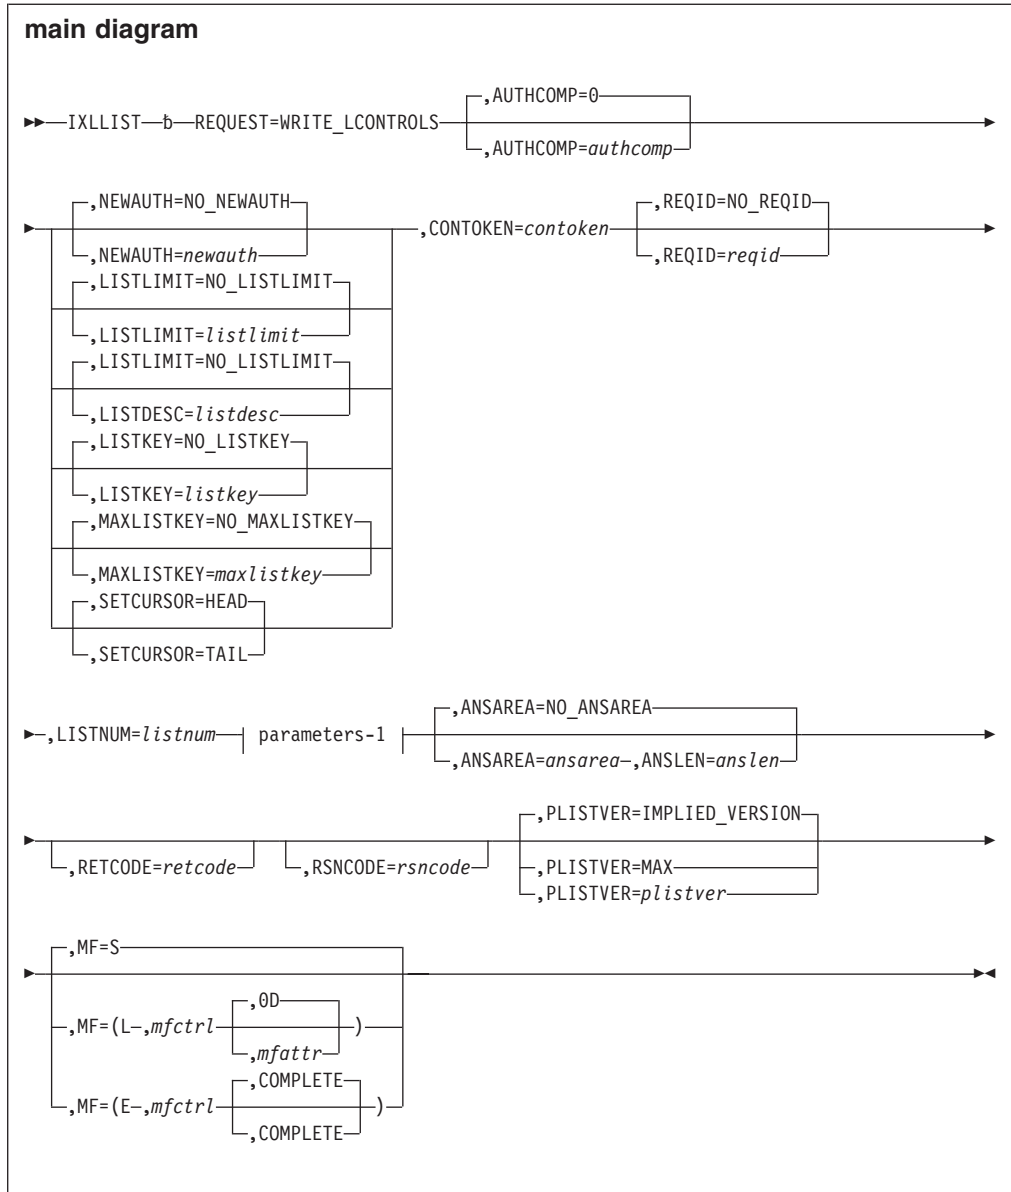 main diagram
,AUTHCOMP=0
IXLLIST ƀ REQUEST=WRITE_LCONTROLS
,AUTHCOMP=authcomp
,NEWAUTH=NO_NEWAUTH
,NEWAUTH=newauth
,CONTOKEN=contoken
,REQID=NO_REQID
,REQID=reqid
,LISTLIMIT=NO_LISTLIMIT
,LISTLIMIT=listlimit
,LISTLIMIT=NO_LISTLIMIT
,LISTDESC=listdesc
,LISTKEY=NO_LISTKEY
,LISTKEY=listkey
,MAXLISTKEY=NO_MAXLISTKEY
,MAXLISTKEY=maxlistkey
,SETCURSOR=HEAD
,SETCURSOR=TAIL
,ANSAREA=NO_ANSAREA
,LISTNUM=listnum parameters-1
,ANSAREA=ansarea ,ANSLEN=anslen
,PLISTVER=IMPLIED_VERSION
,RETCODE=retcode ,RSNCODE=rsncode ,PLISTVER=MAX
,PLISTVER=plistver
,MF=S
,0D
,MF=(L ,mfctrl )
,mfattr
,COMPLETE
,MF=(E ,mfctrl )
,COMPLETE